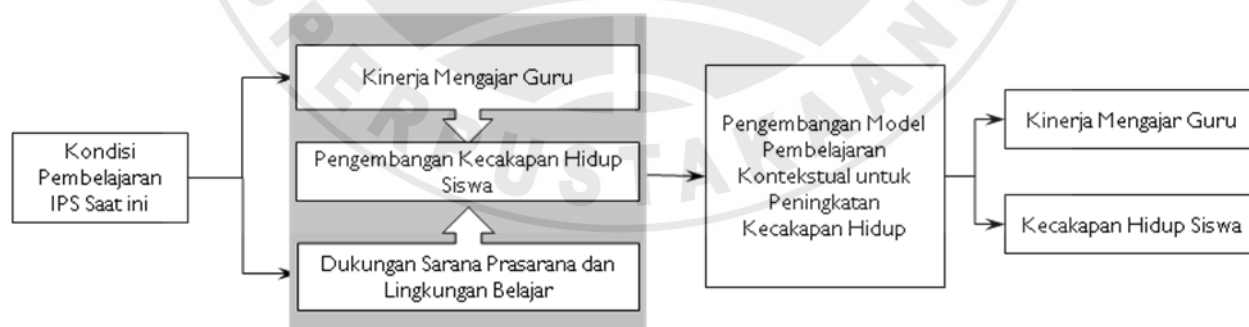 PERPUSTAKAAN
Kondisi
Pembelajaran
IPS Saat ini
Kinerja Mengajar Guru
Pengembangan Kecakapan Hidup
Siswa
Dukungan Sarana Prasarana dan
Lingkungan Belajar
Pengembangan Model
Pembelajaran
Kontekstual untuk
Peningkatan
Kecakapan Hidup
Kinerja Mengajar Guru
Kecakapan Hidup Siswa